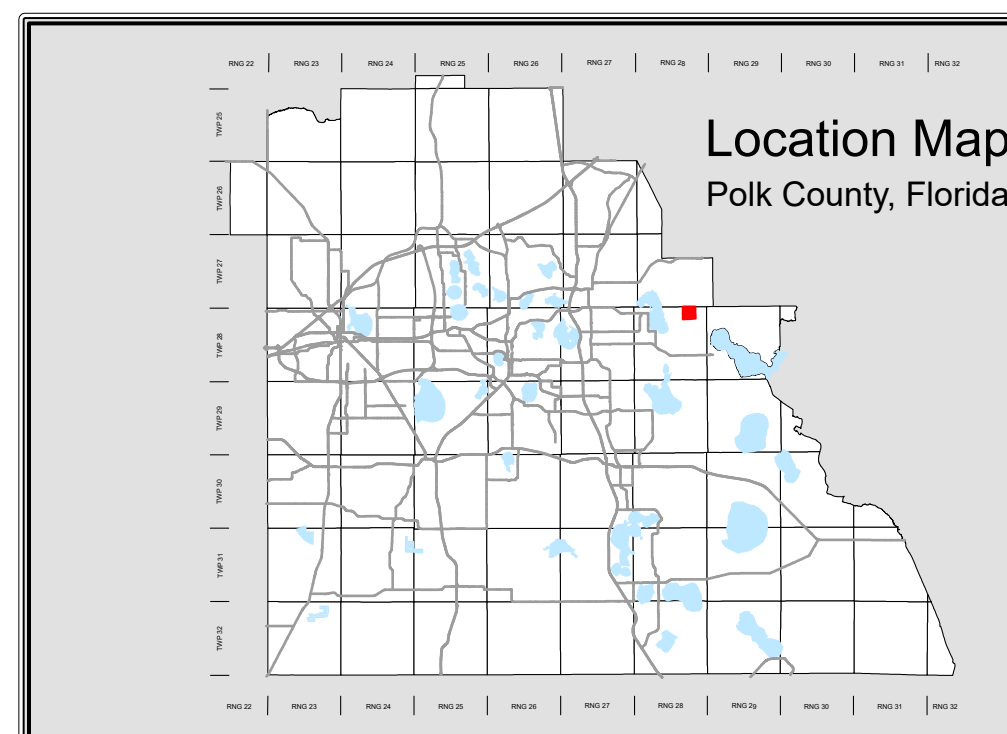 RNG 22 RNG 23 RNG 24 RNG 25 RNG 26 RNG 27 RNG 28 RNG 29 RNG 30 RNG 31 RNG 32
Location Map
Polk County, Florida
TWP 25
TWP 26
TWP 27
TWP 28
TWP 29
TWP 30
TWP 31
TWP 32
RNG 22 RNG 23 RNG 24 RNG 25 RNG 26 RNG 27 RNG 28 RNG 29 RNG 30 RNG 31 RNG 32